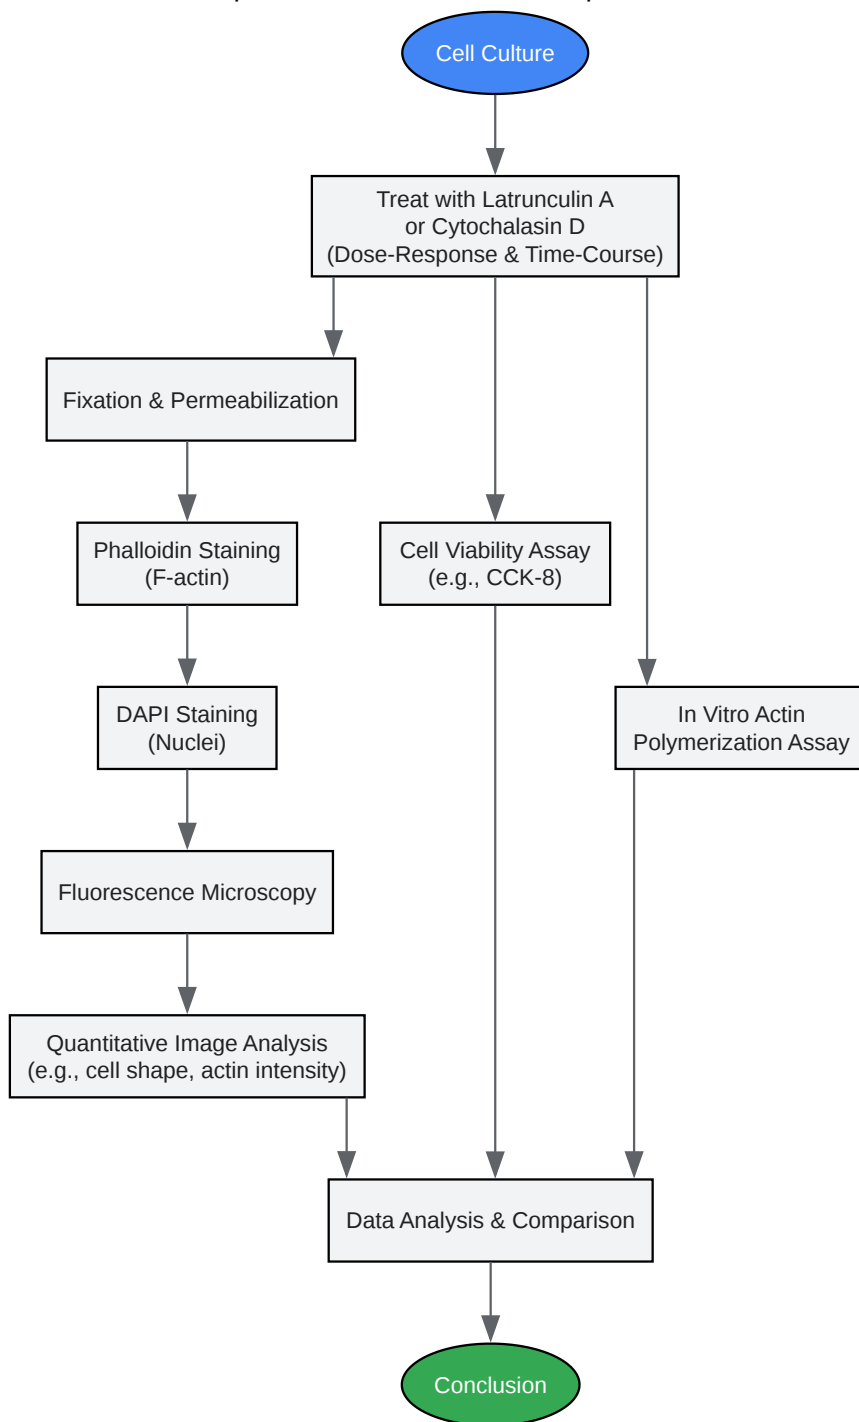 Cell Culture
Treat with Latrunculin A
or Cytochalasin D
(Dose-Response & Time-Course)
Fixation & Permeabilization
Phalloidin Staining
(F-actin)
Cell Viability Assay
(e.g., CCK-8)
DAPI Staining
(Nuclei)
In Vitro Actin
Polymerization Assay
Fluorescence Microscopy
Quantitative Image Analysis
(e.g., cell shape, actin intensity)
Data Analysis & Comparison
Conclusion